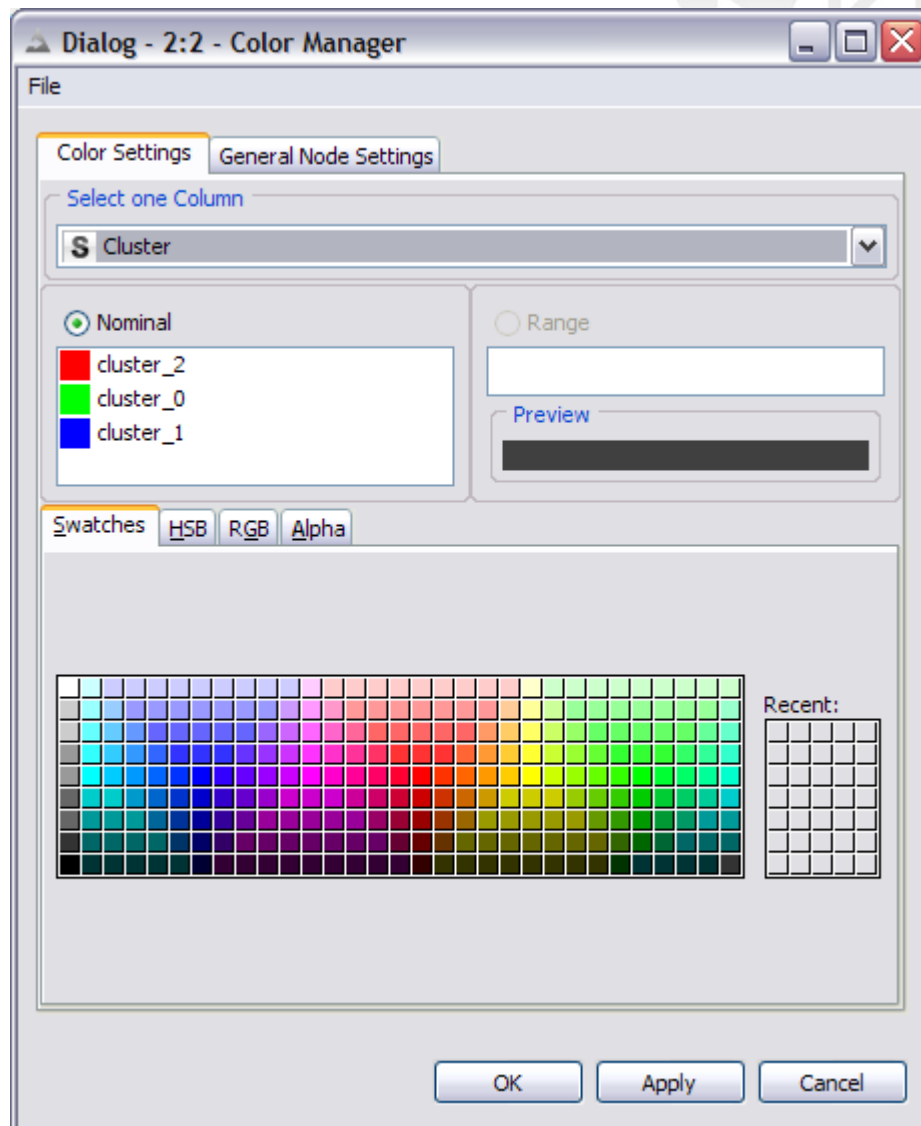 Dialog - 2:2 - Color Manager
File
Color Settings
General Node Settings
Select one Column
S Cluster
Nominal
Range
cluster_2
cluster_0
cluster_1
Preview
Swatches
HSB
RGB
Alpha
Recent:
OK
Apply
Cancel